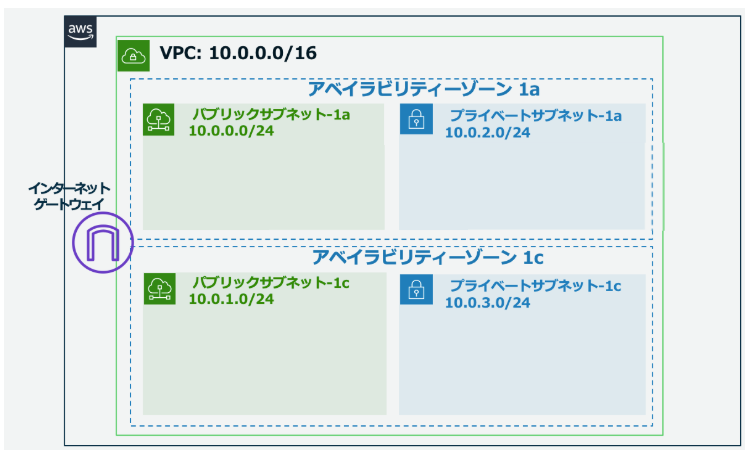 aws
VPC: 10.0.0.0/16
アベイラビリティーゾーン 1a
パブリックサブネット-1a
10.0.0.0/24
プライベートサブネット-1a
10.0.2.0/24
インターネット
ゲートウェイ
アベイラビリティーゾーン 1c
パブリックサブネット-1c
10.0.1.0/24
プライベートサブネット-1c
10.0.3.0/24